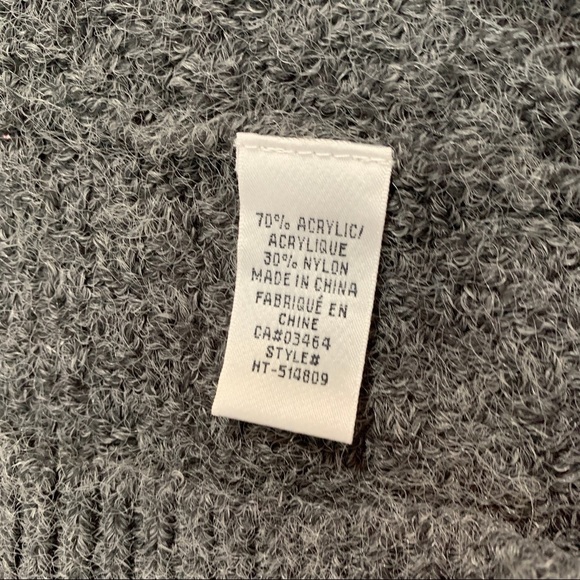 70% ACRYLIC/
ACRYLIQUE
30% NYLON
MADE IN CHINA
FABRIQUÉ EN
CHINE
CA#03464
STYLE#
HT-514809